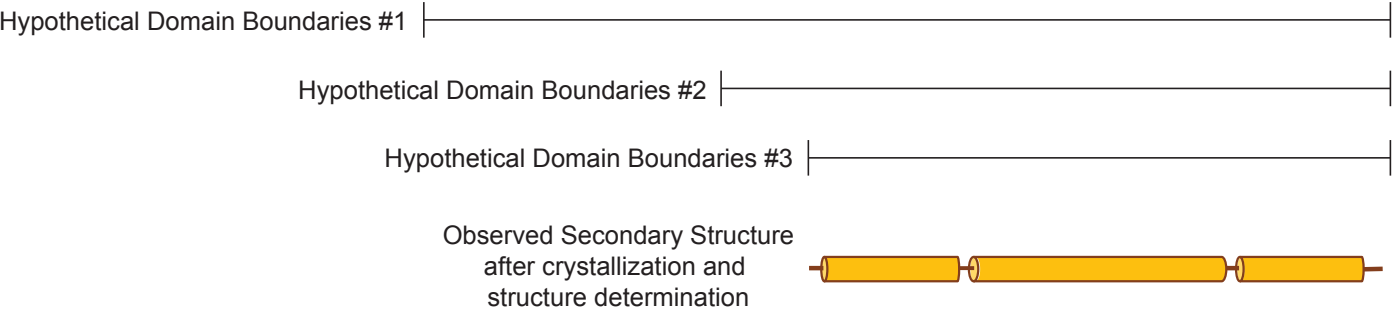 Hypothetical Domain Boundaries #1
Hypothetical Domain Boundaries #2
Hypothetical Domain Boundaries #3
Observed Secondary Structure
after crystallization and
structure determination